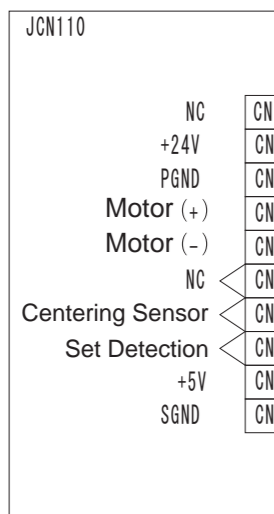 JCN110
NC CN
+24V CN
PGND CN
Motor (+) CN
Motor (-) CN
NC CN
Centering Sensor CN
Set Detection CN
+5V CN
SGND CN